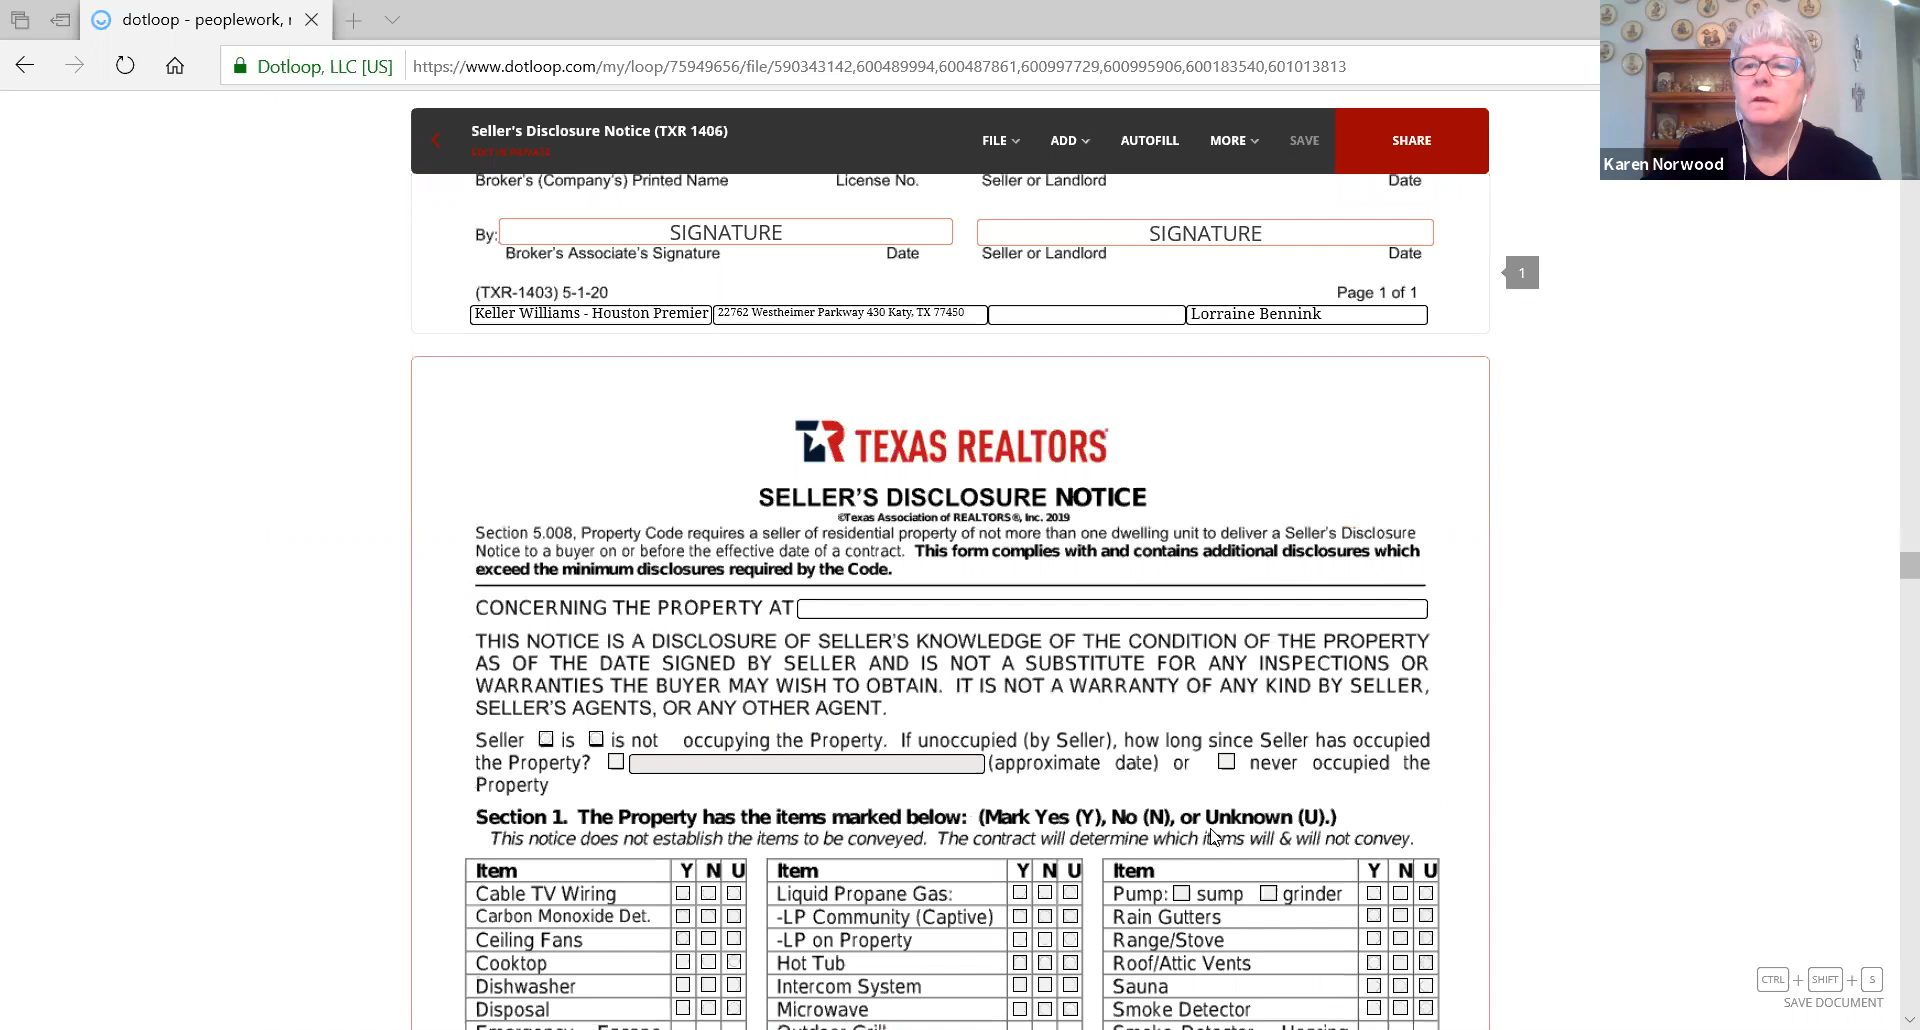 dotloop - peoplework, r
Dotloop, LLC [US]
https://www.dotloop.com/my/loop/75949656/file/590343142,600489994,600487861,600997729,600995906,600183540,601013813
Karen Norwood
Seller's Disclosure Notice (TXR 1406)
EDIT IN PRIVATE
FILE ADD AUTOFILL MORE SAVE SHARE
Broker's (Company's) Printed Name License No. Seller or Landlord Date
By: SIGNATURE SIGNATURE
Broker's Associate's Signature Date Seller or Landlord Date
1
(TXR-1403) 5-1-20 Page 1 of 1
Keller Williams - Houston Premier 22762 Westheimer Parkway 430 Katy, TX 77450 Lorraine Bennink
TR TEXAS REALTORS
SELLER'S DISCLOSURE NOTICE
©Texas Association of REALTORS®, Inc. 2019
Section 5.008, Property Code requires a seller of residential property of not more than one dwelling unit to deliver a Seller's Disclosure
Notice to a buyer on or before the effective date of a contract. This form complies with and contains additional disclosures which
exceed the minimum disclosures required by the Code.
CONCERNING THE PROPERTY AT
THIS NOTICE IS A DISCLOSURE OF SELLER'S KNOWLEDGE OF THE CONDITION OF THE PROPERTY
AS OF THE DATE SIGNED BY SELLER AND IS NOT A SUBSTITUTE FOR ANY INSPECTIONS OR
WARRANTIES THE BUYER MAY WISH TO OBTAIN. IT IS NOT A WARRANTY OF ANY KIND BY SELLER,
SELLER'S AGENTS, OR ANY OTHER AGENT.
Seller is is not occupying the Property. If unoccupied (by Seller), how long since Seller has occupied
the Property? (approximate date) or never occupied the
Property
Section 1. The Property has the items marked below: (Mark Yes (Y), No (N), or Unknown (U).)
This notice does not establish the items to be conveyed. The contract will determine which items will & will not convey.
Item Y N U Item Y N U Item Y N U
Cable TV Wiring Liquid Propane Gas: Pump: sump grinder
Carbon Monoxide Det. -LP Community (Captive) Rain Gutters
Ceiling Fans -LP on Property Range/Stove
Cooktop Hot Tub Roof/Attic Vents
Dishwasher Intercom System Sauna
Disposal Microwave Smoke Detector
CTRL + SHIFT + S
SAVE DOCUMENT